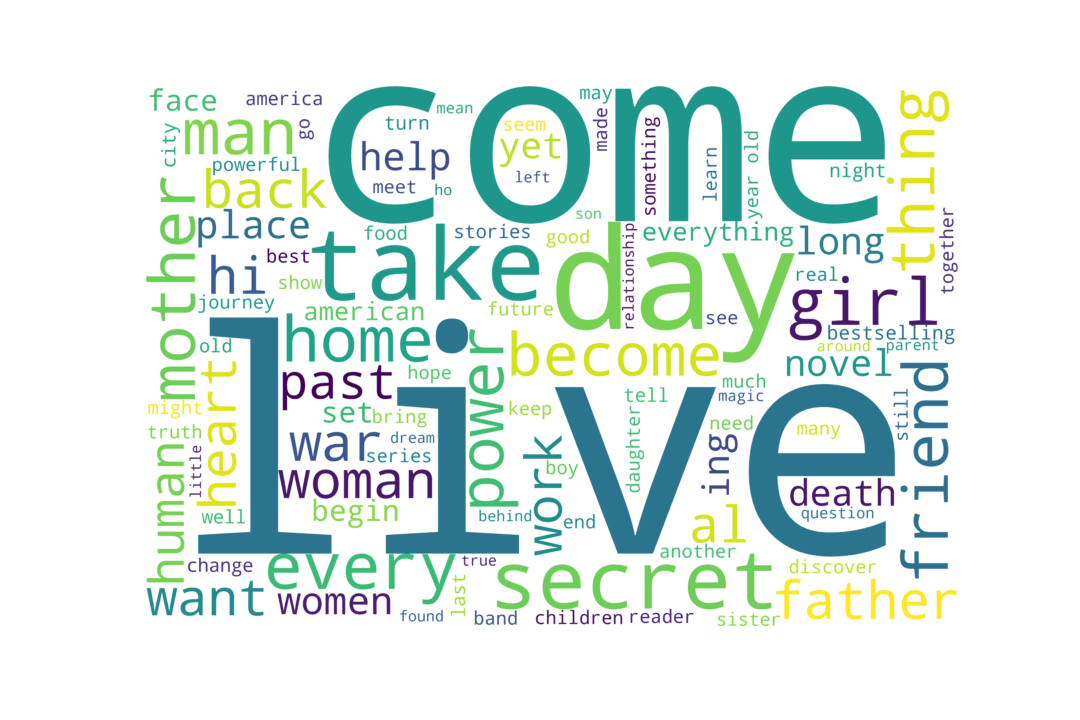 come
live
day
take
secret
become
girl
thing
friend
father
mother
man
back
home
power
woman
every
war
past
place
help
hi
face
america
city
powerful
go
turn
mean
may
made
seem
yet
left
meet
ho
something
learn
year old
night
son
relationship
everything
long
together
food
stories
good
best
show
journey
american
future
see
real
bestselling
around
parent
novel
old
hope
heart
might
truth
little
human
well
set
bring
dream
series
begin
keep
tell
much
magic
need
many
still
daughter
boy
work
ing
death
question
al
behind
end
another
discover
change
want
women
true
last
found
band
children
reader
sister